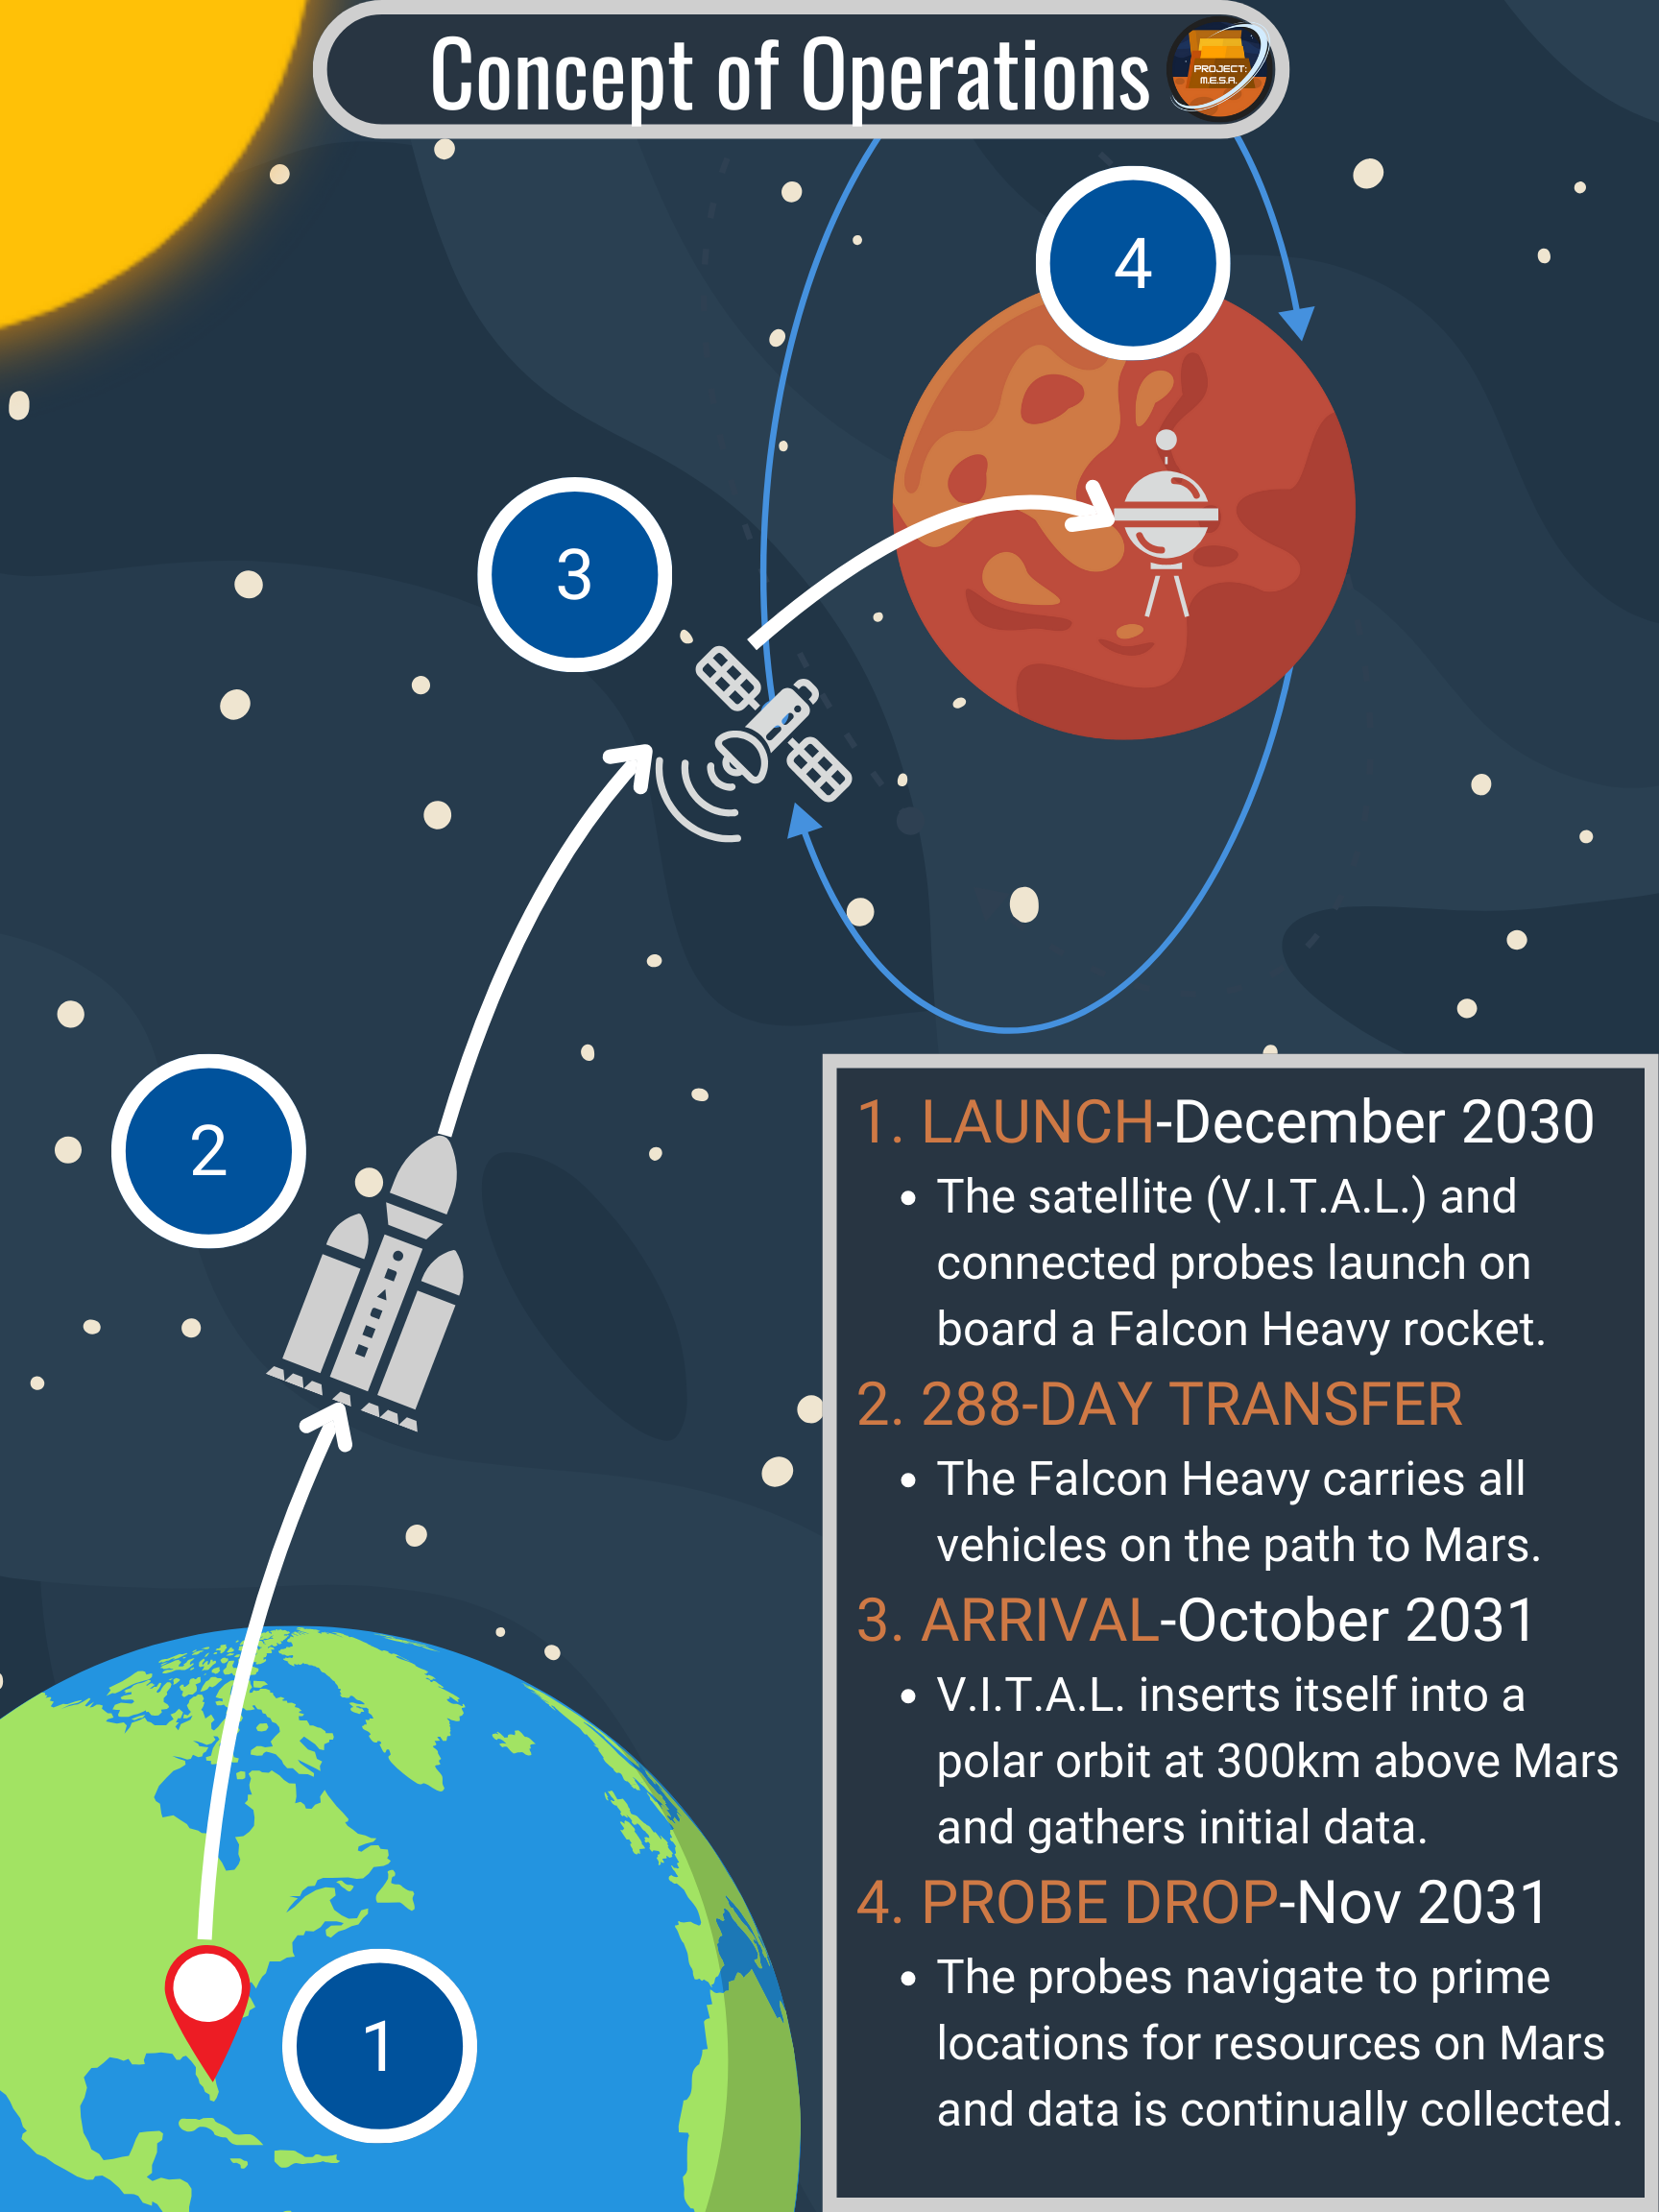 Concept of Operations
PROJECT:
M.E.S.A.
4
3
2
1
1. LAUNCH-December 2030
• The satellite (V.I.T.A.L.) and
connected probes launch on
board a Falcon Heavy rocket.
2. 288-DAY TRANSFER
• The Falcon Heavy carries all
vehicles on the path to Mars.
3. ARRIVAL-October 2031
• V.I.T.A.L. inserts itself into a
polar orbit at 300km above Mars
and gathers initial data.
4. PROBE DROP-Nov 2031
• The probes navigate to prime
locations for resources on Mars
and data is continually collected.